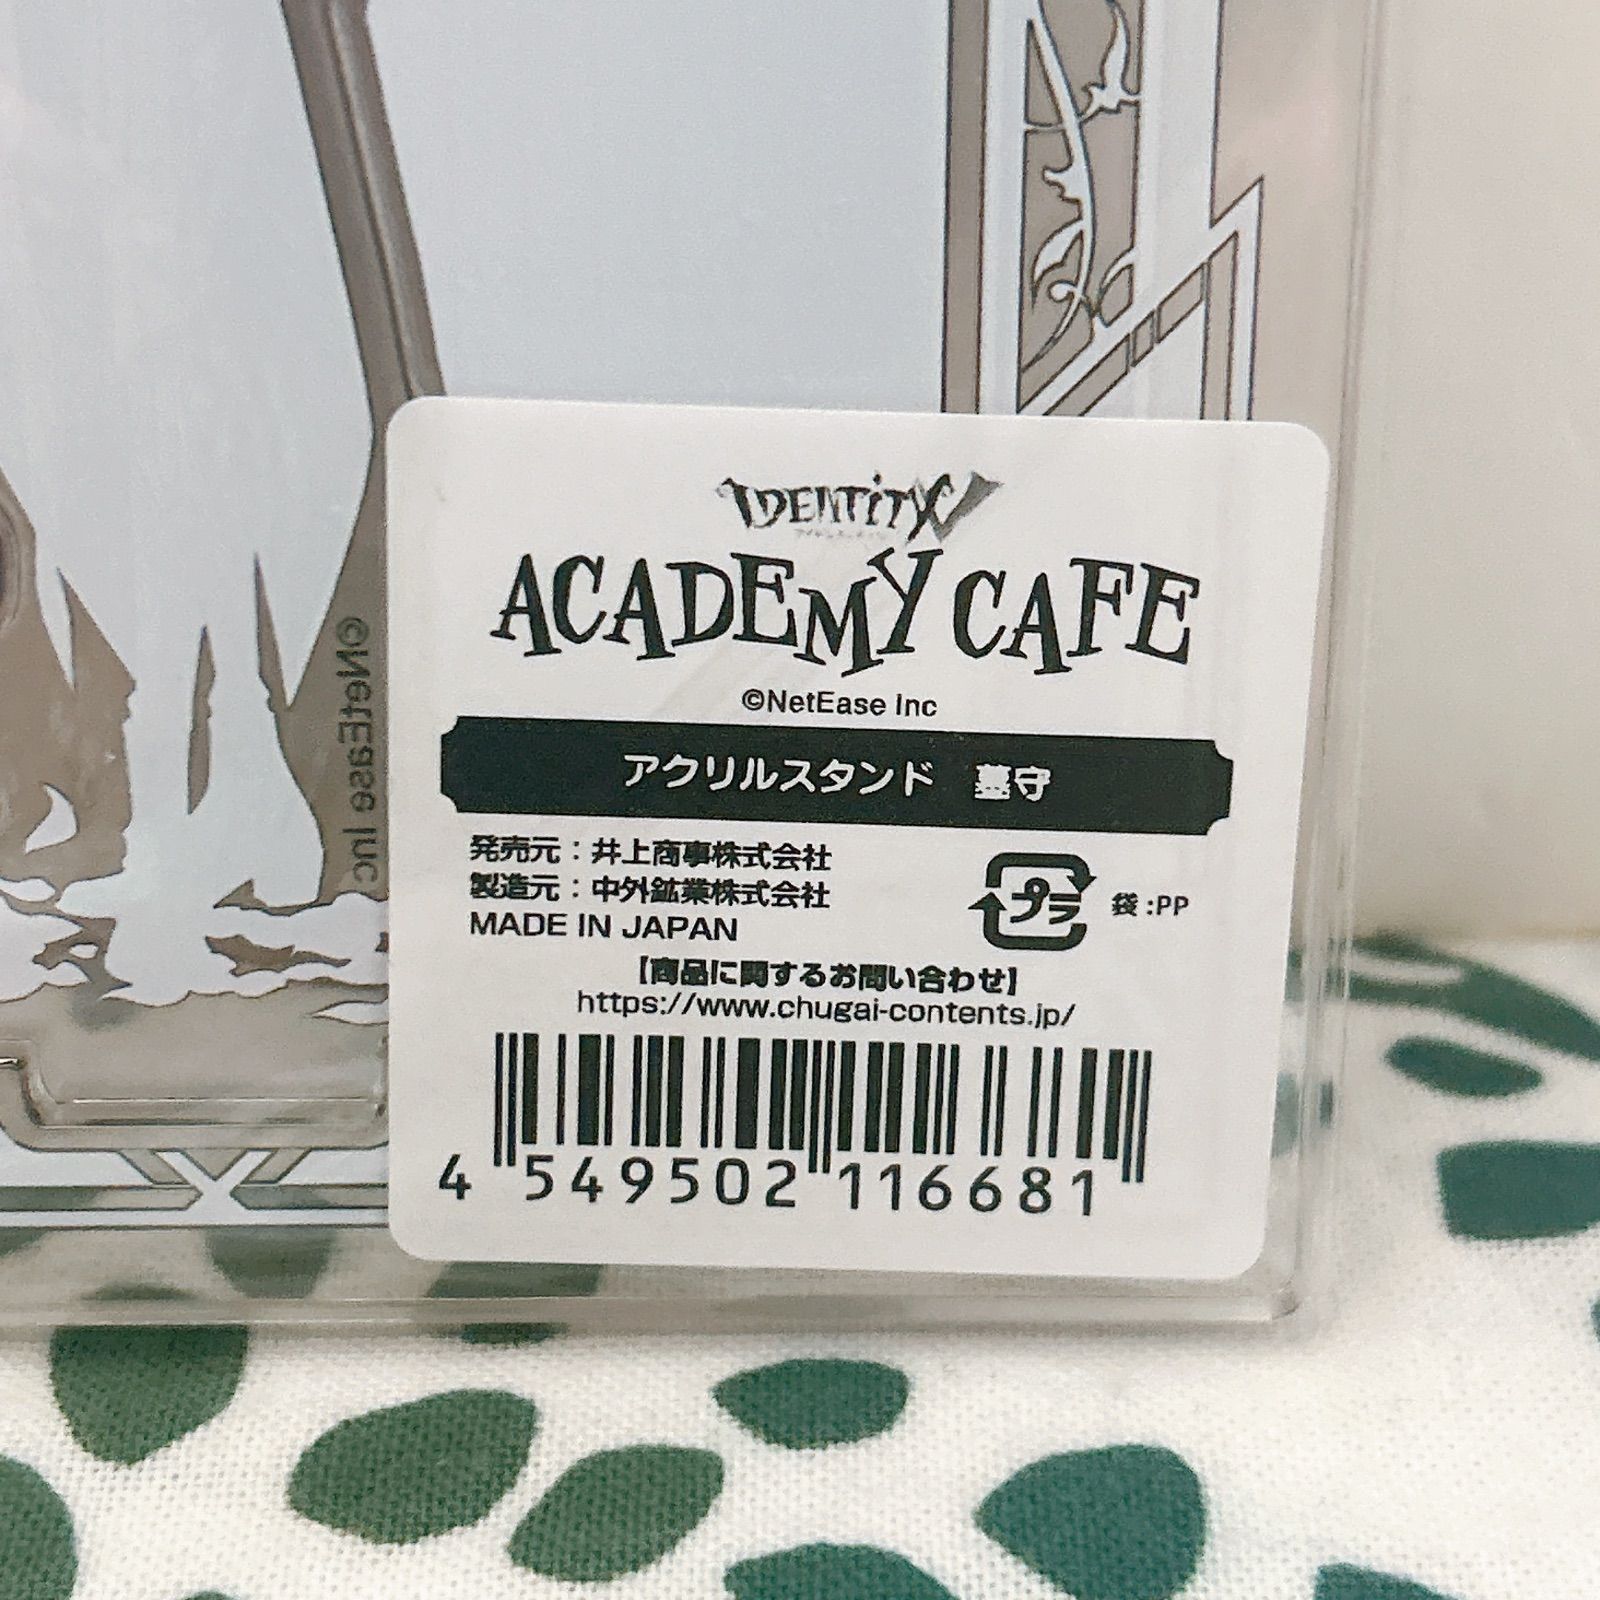 IDENTITY V
ACADEMY CAFE
©NetEase Inc
アクリルスタンド 墓守
発売元：井上商事株式会社
製造元：中外鉱業株式会社
MADE IN JAPAN
プラ
袋:PP
【商品に関するお問い合わせ】
https://www.chugai-contents.jp/
4 549502 116681
©NetEase Inc